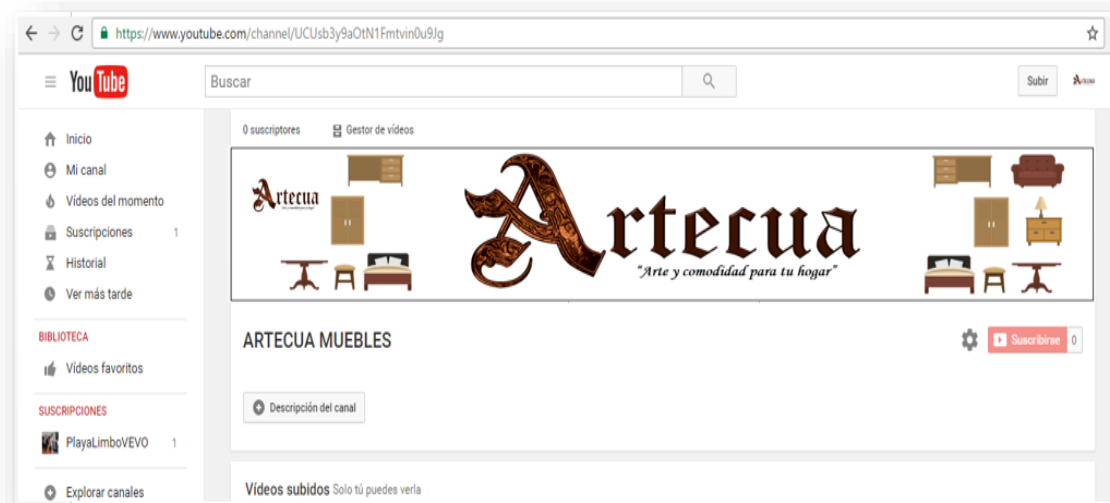 https://www.youtube.com/channel/UCUsb3y9aOtN1Fmtvin0u9Jg
YouTube
Buscar
Subir
Artecua
Inicio
Mi canal
Vídeos del momento
Suscripciones 1
Historial
Ver más tarde
BIBLIOTECA
Vídeos favoritos
SUSCRIPCIONES
PlayaLimboVEVO 1
Explorar canales
0 suscriptores Gestor de vídeos
Artecua
Artecua
"Arte y comodidad para tu hogar"
ARTECUA MUEBLES
Suscribirse 0
Descripción del canal
Vídeos subidos Solo tú puedes verla